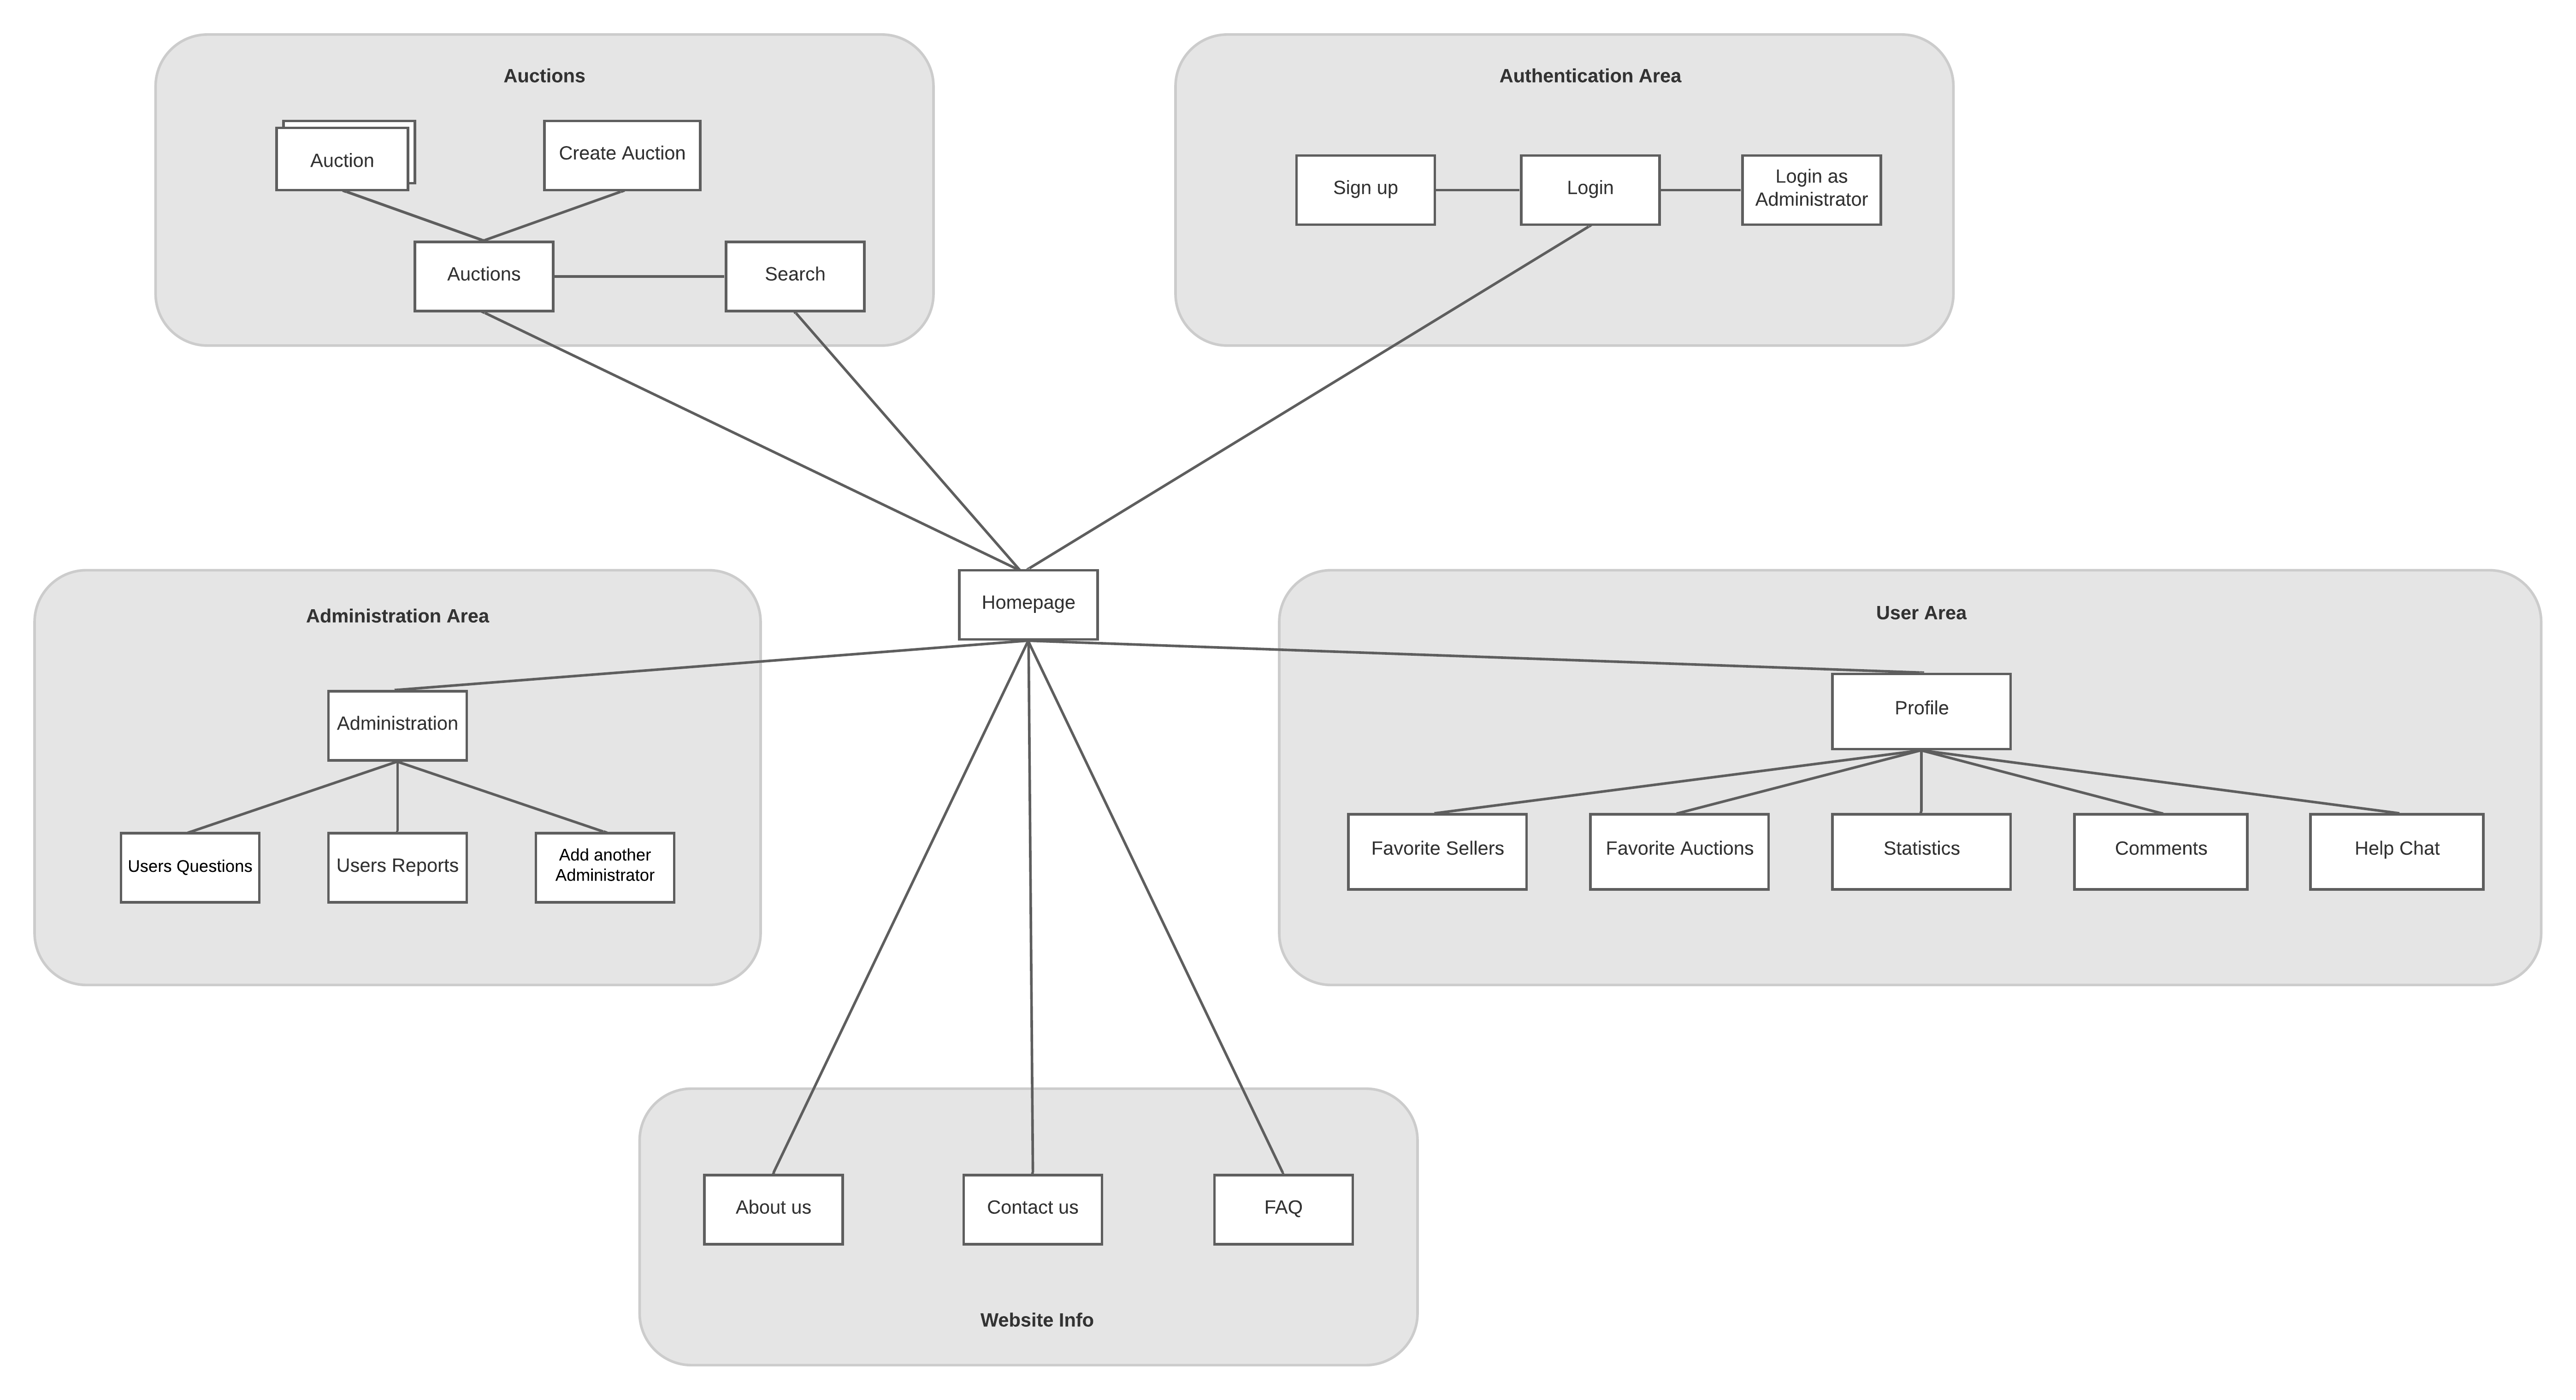 Auctions
Auction
Create Auction
Auctions
Search
Authentication Area
Sign up
Login
Login as
Administrator
Homepage
Administration Area
Administration
Users Questions
Users Reports
Add another
Administrator
User Area
Profile
Favorite Sellers
Favorite Auctions
Statistics
Comments
Help Chat
About us
Contact us
FAQ
Website Info